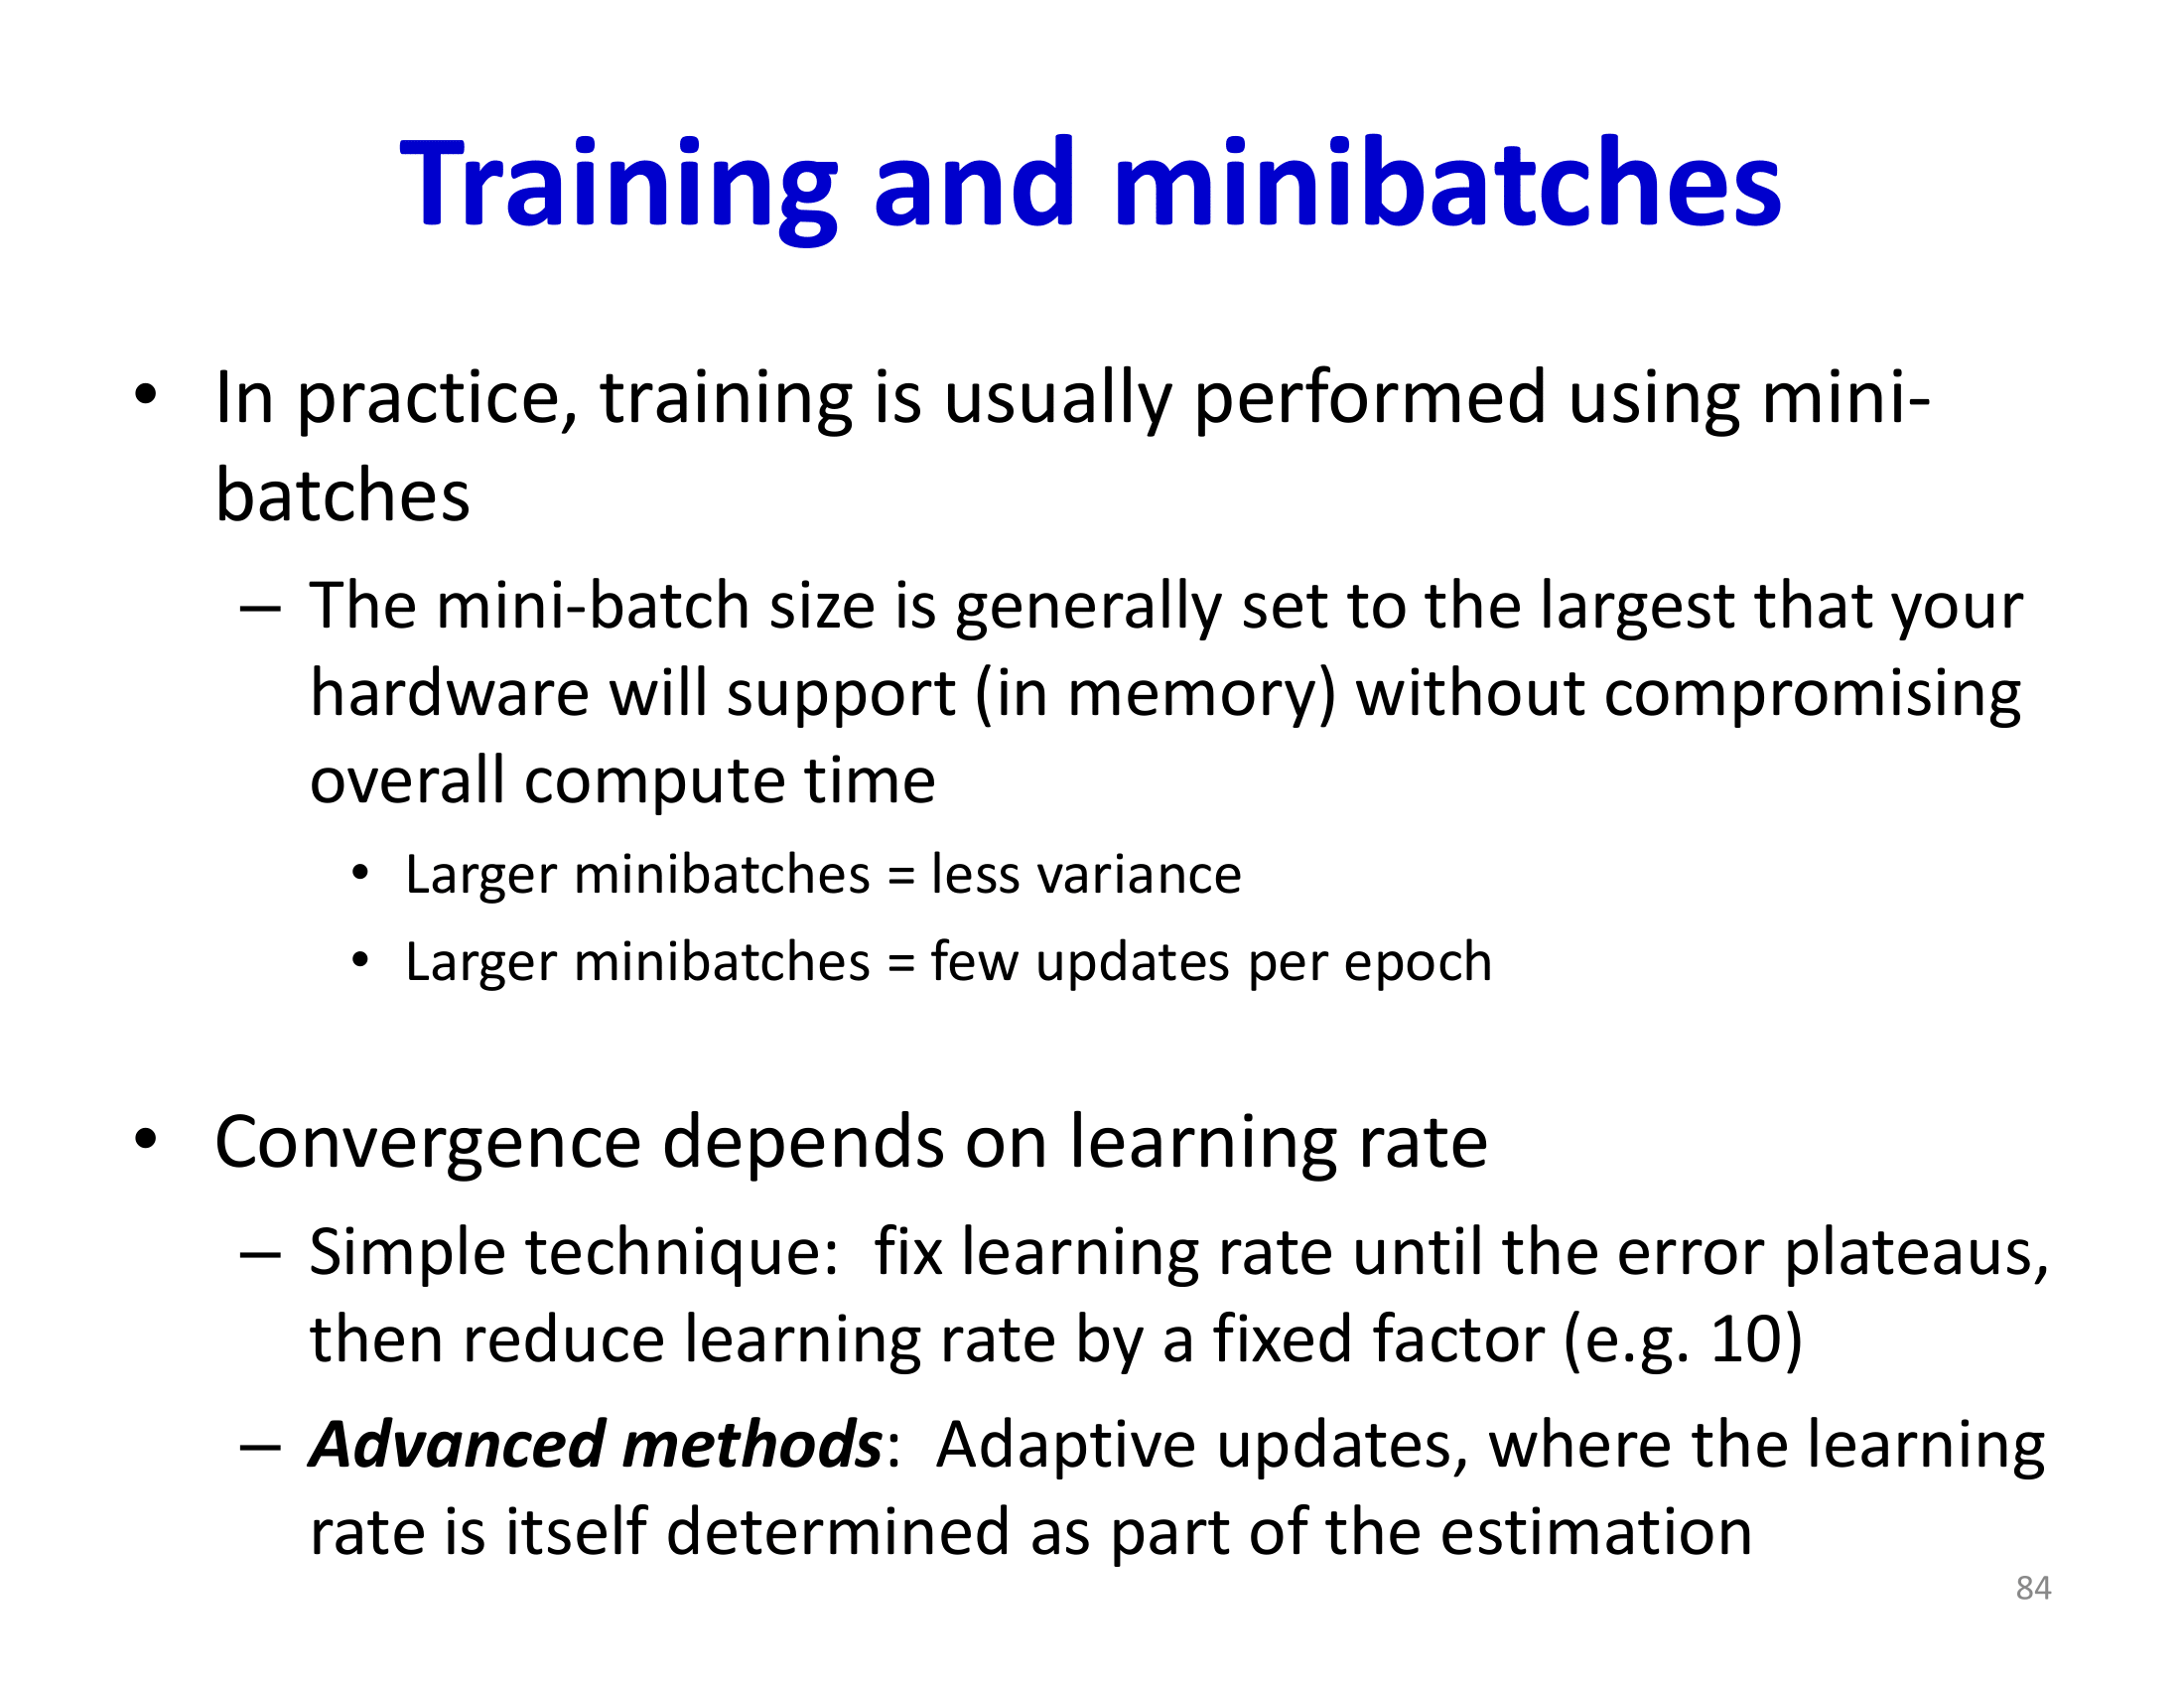 Training and minibatches
• In practice, training is usually performed using mini-
batches
– The mini-batch size is generally set to the largest that your
hardware will support (in memory) without compromising
overall compute time
• Larger minibatches = less variance
• Larger minibatches = few updates per epoch
• Convergence depends on learning rate
– Simple technique:  fix learning rate until the error plateaus,
then reduce learning rate by a fixed factor (e.g. 10)
– Advanced methods:  Adaptive updates, where the learning
rate is itself determined as part of the estimation
84